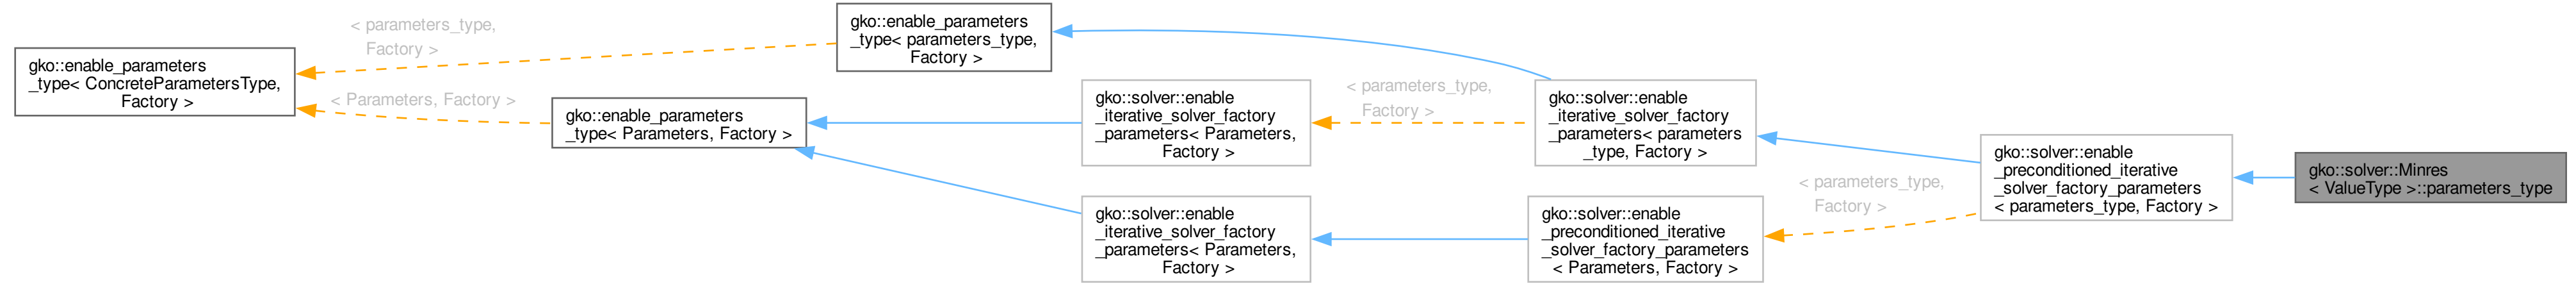 gko::enable_parameters
_type< ConcreteParametersType,
Factory >
< parameters_type,
Factory >
< Parameters, Factory >
gko::enable_parameters
_type< parameters_type,
Factory >
gko::enable_parameters
_type< Parameters, Factory >
gko::solver::enable
_iterative_solver_factory
_parameters< Parameters,
Factory >
gko::solver::enable
_iterative_solver_factory
_parameters< Parameters,
Factory >
< parameters_type,
Factory >
gko::solver::enable
_iterative_solver_factory
_parameters< parameters
_type, Factory >
gko::solver::enable
_preconditioned_iterative
_solver_factory_parameters
< Parameters, Factory >
< parameters_type,
Factory >
gko::solver::enable
_preconditioned_iterative
_solver_factory_parameters
< parameters_type, Factory >
gko::solver::Minres
< ValueType >::parameters_type